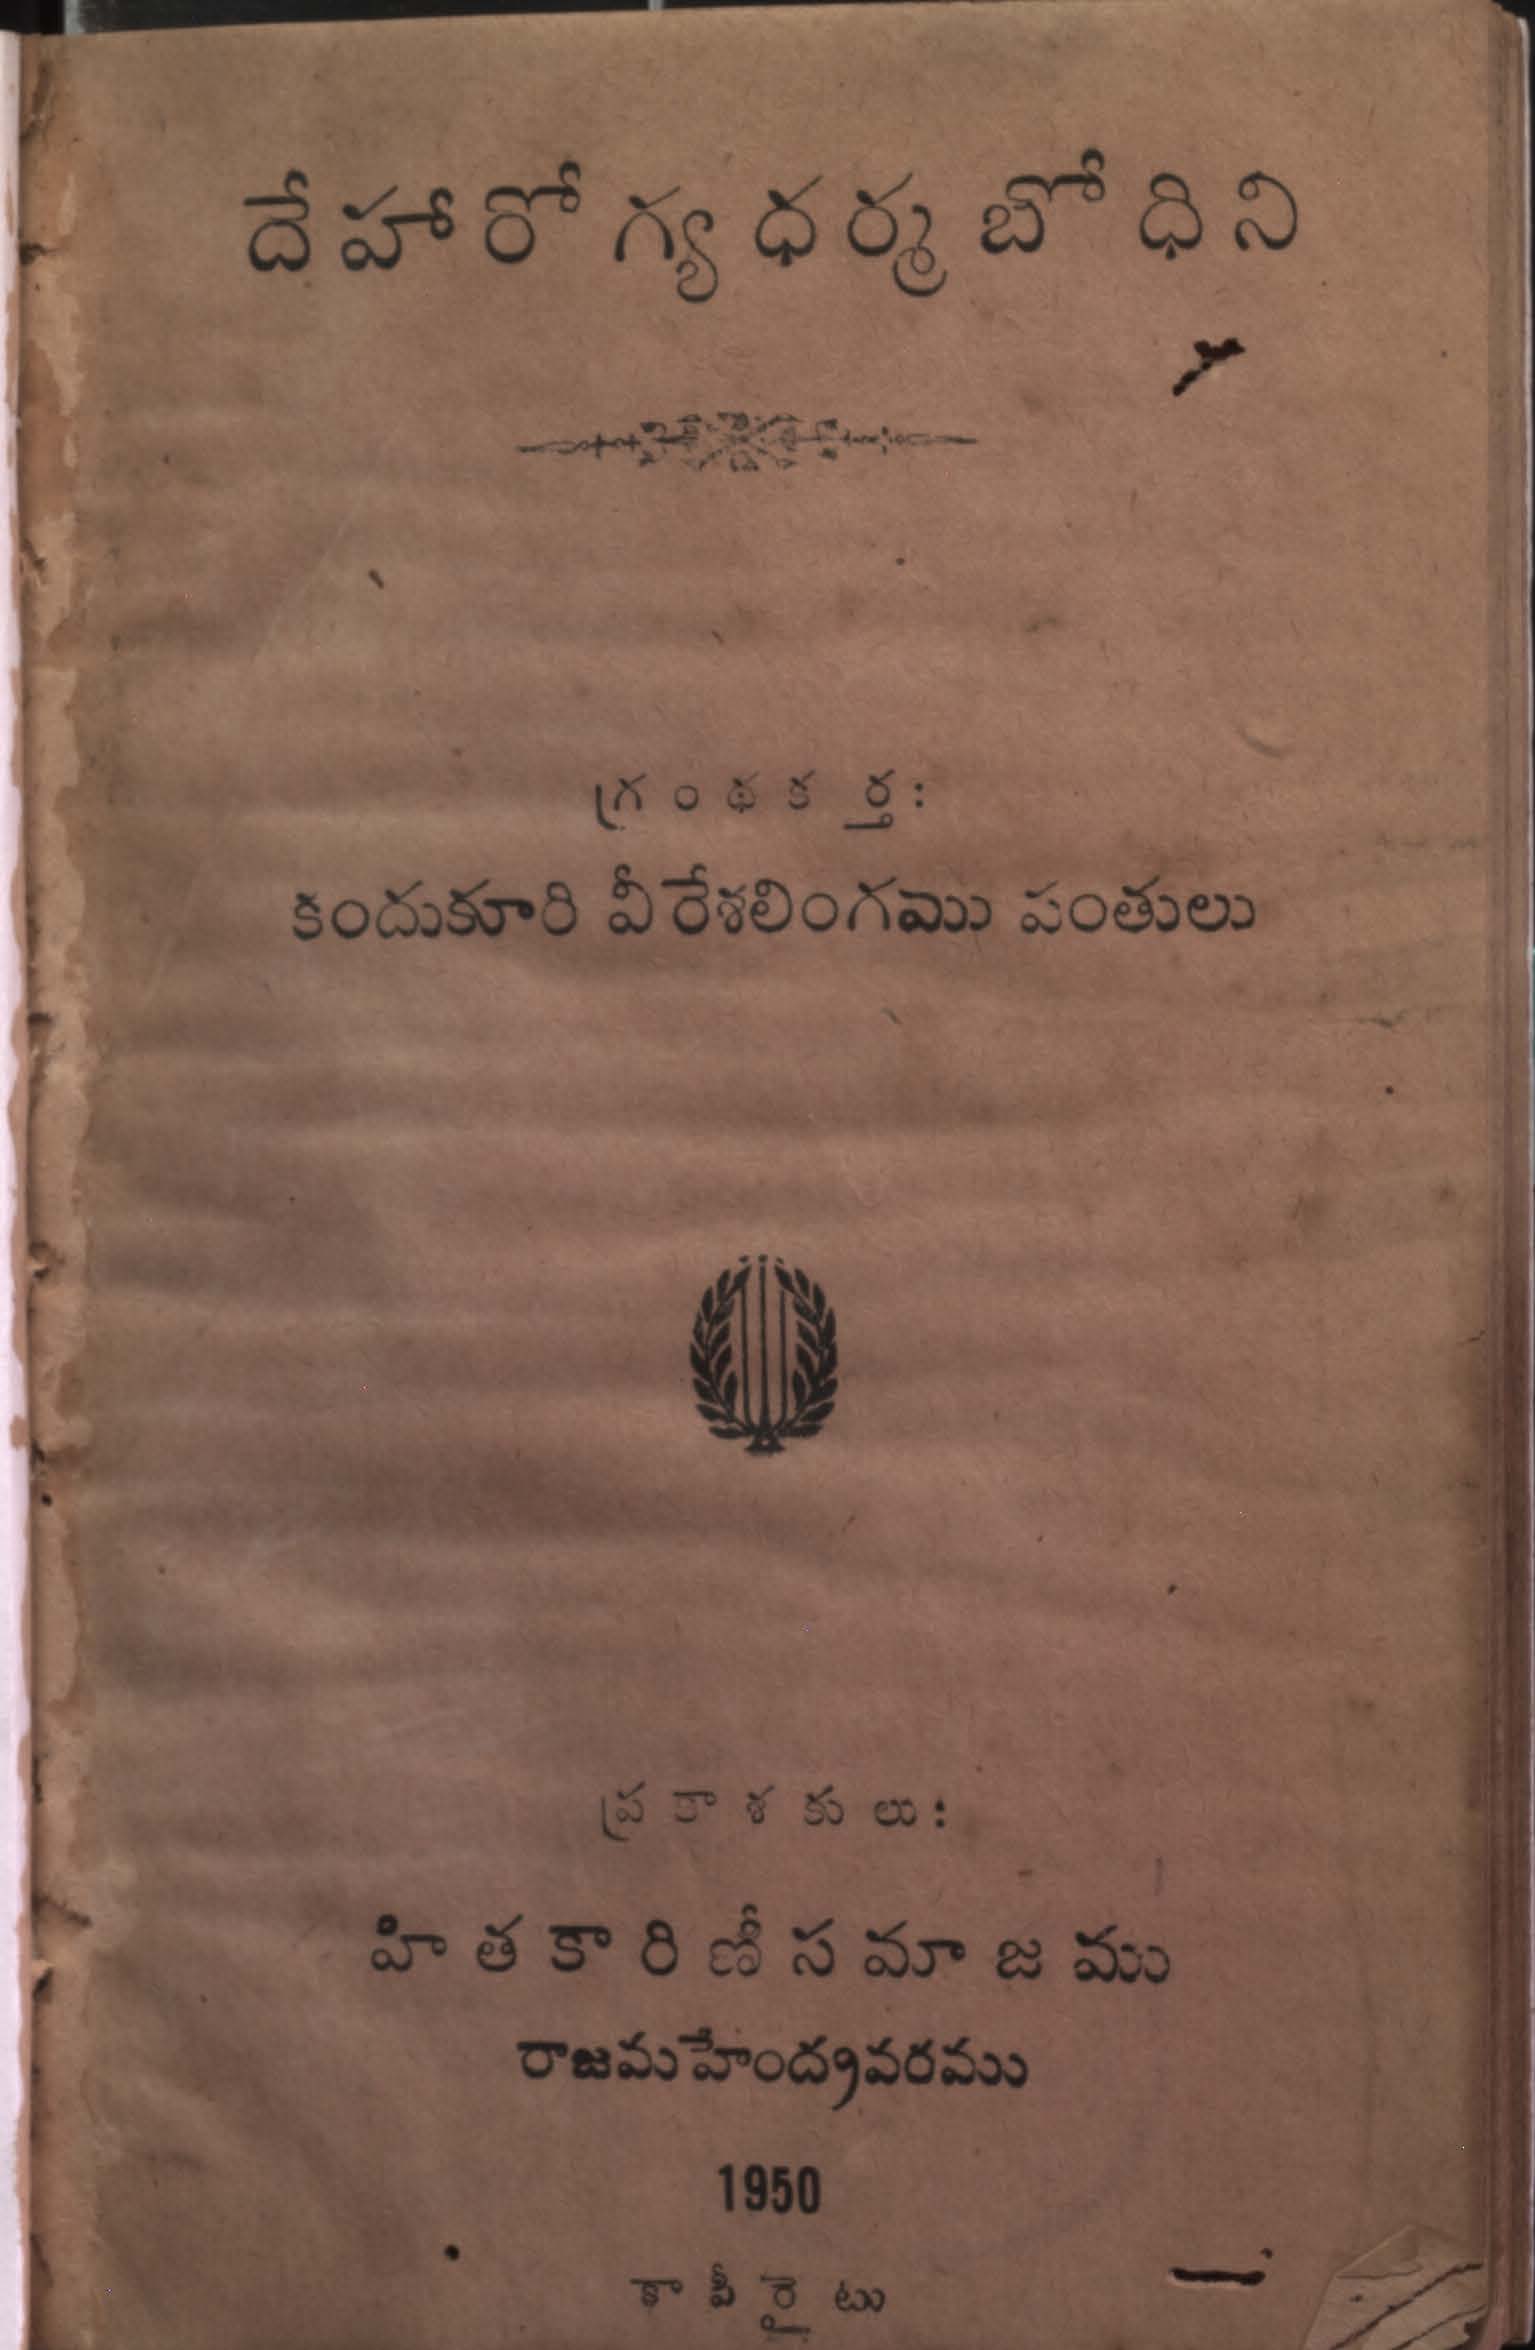 దేహారోగ్యధర్మబోధిని
గ్రంథకర్త:
కందుకూరి వీరేశలింగము పంతులు
ప్రకాశకులు:
హితకారిణీసమాజము
రాజమహేంద్రవరము
1950
కాపీరైటు